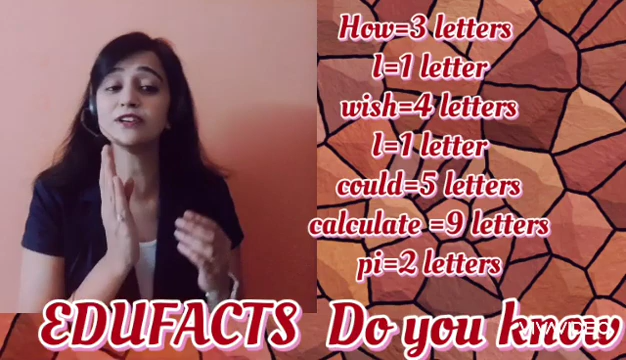 How=3 letters
I=1 letter
wish=4 letters
I=1 letter
could=5 letters
calculate =9 letters
pi=2 letters
EDUFACTS Do you know
VIVAVIDEO